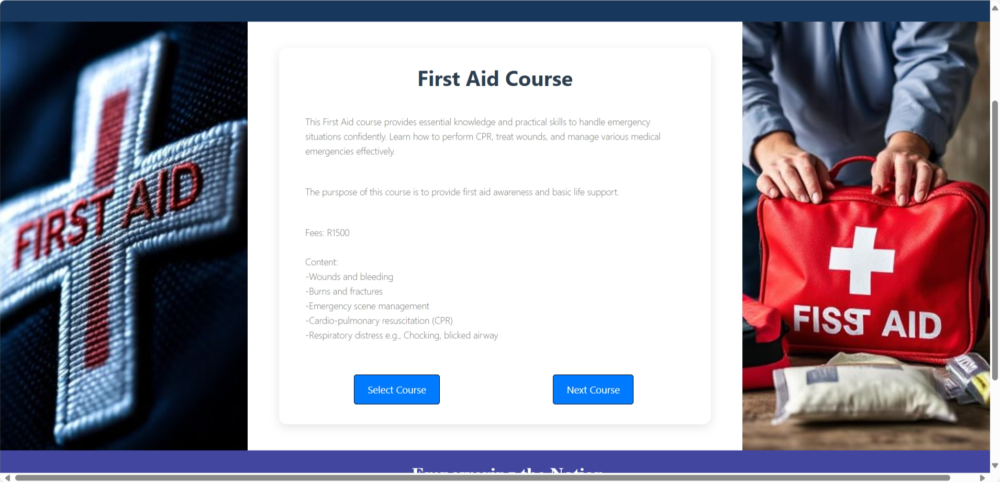 First Aid Course
This First Aid course provides essential knowledge and practical skills to handle emergency
situations confidently. Learn how to perform CPR, treat wounds, and manage various medical
emergencies effectively.
The purspose of this course is to provide first aid awareness and basic life support.
Fees: R1500
Content:
-Wounds and bleeding
-Burns and fractures
-Emergency scene management
-Cardio-pulmonary resuscitation (CPR)
-Respiratory distress e.g., Chocking, blicked airway
Select Course
Next Course
FIRST AID
FISST AID
Empowering the Nation